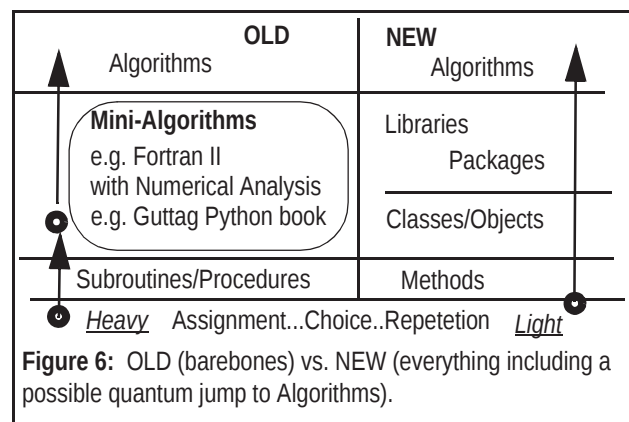 OLD
NEW
Algorithms
Algorithms
Mini-Algorithms
e.g. Fortran II
with Numerical Analysis
e.g. Guttag Python book
Libraries
Packages
Classes/Objects
Subroutines/Procedures
Methods
Heavy Assignment...Choice..Repetetion Light
Figure 6: OLD (barebones) vs. NEW (everything including a
possible quantum jump to Algorithms).